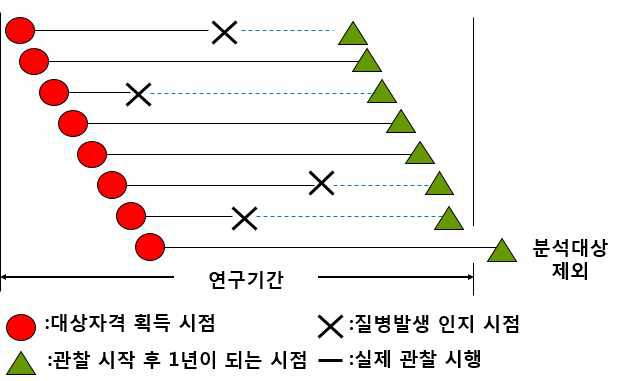 분석대상
제외
연구기간
:대상자격 획득 시점
:질병발생 인지 시점
:관찰 시작 후 1년이 되는 시점
:실제 관찰 시행